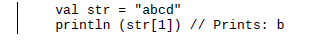 val str = "abcd"
println (str[1]) // Prints: b